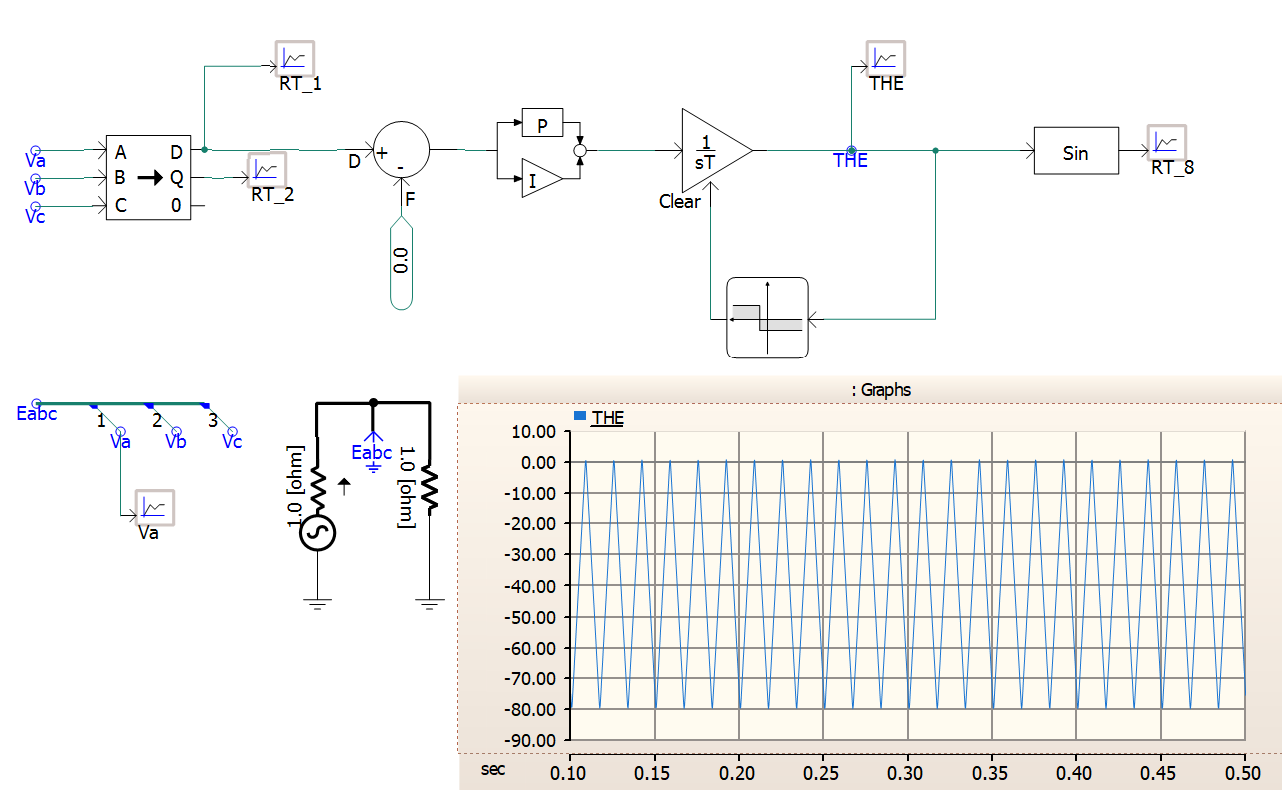 RT_1
THE
Va
Vb
Vc
A
B
C
D
Q
0
RT_2
D
+
-
F
0.0
P
I
1
sT
Clear
THE
Sin
RT_8
Eabc
1
2
3
Va
Vb
Vc
Va
1.0 [ohm]
Eabc
1.0 [ohm]
: Graphs
THE
10.00
0.00
-10.00
-20.00
-30.00
-40.00
-50.00
-60.00
-70.00
-80.00
-90.00
sec
0.10 0.15 0.20 0.25 0.30 0.35 0.40 0.45 0.50